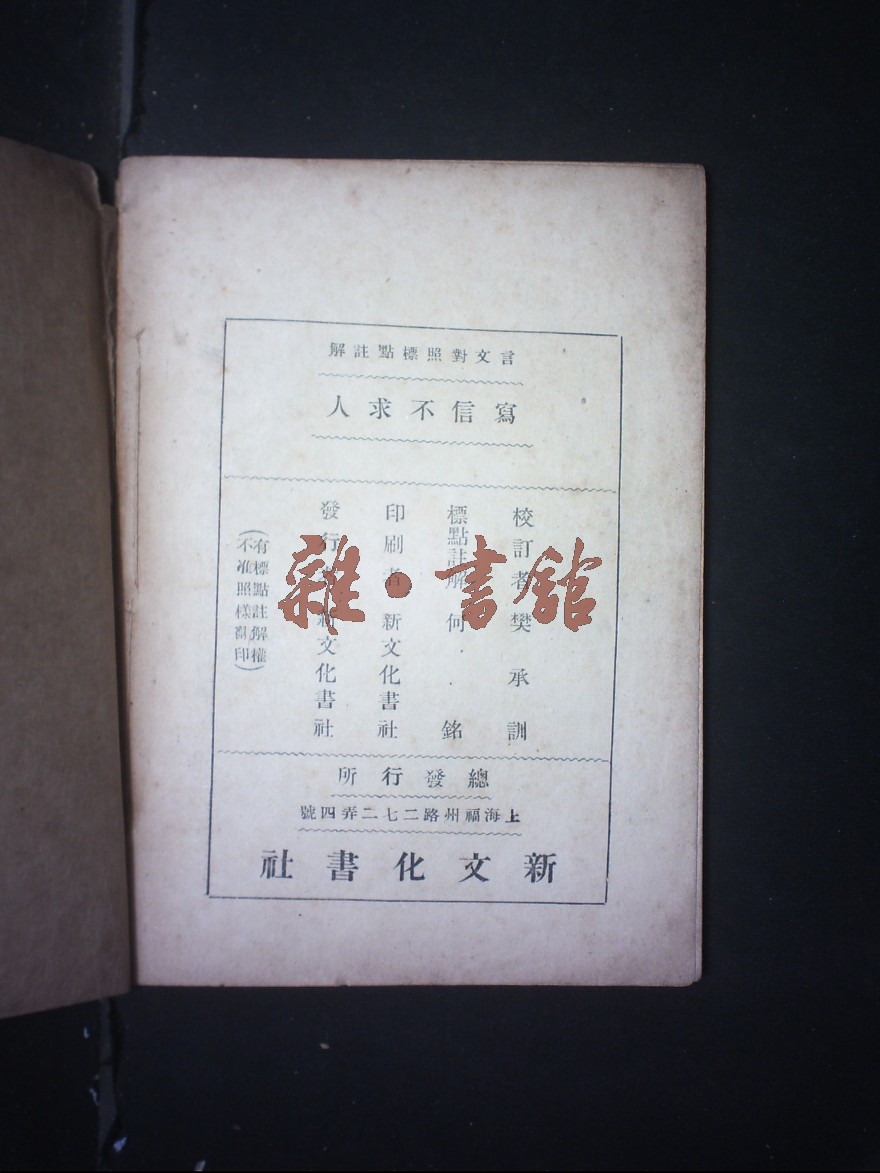 言文對照標點註解
寫信不求人
校訂者樊承訓
標點註解何銘
印刷者新文化書社
發行者新文化書社
(有標點註解權
不准照樣翻印)
總發行所
上海福州路二七二弄四號
新文化書社
雜·書館